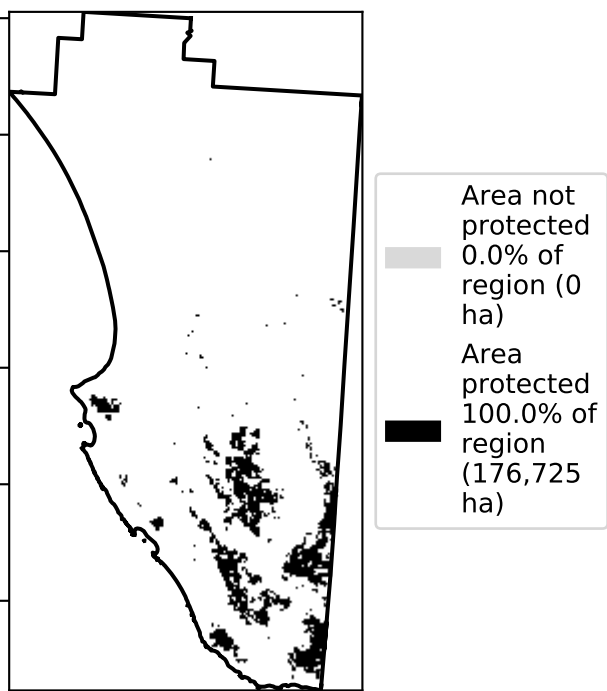 Area not
protected
0.0% of
region (0
ha)
Area
protected
100.0% of
region
(176,725
ha)